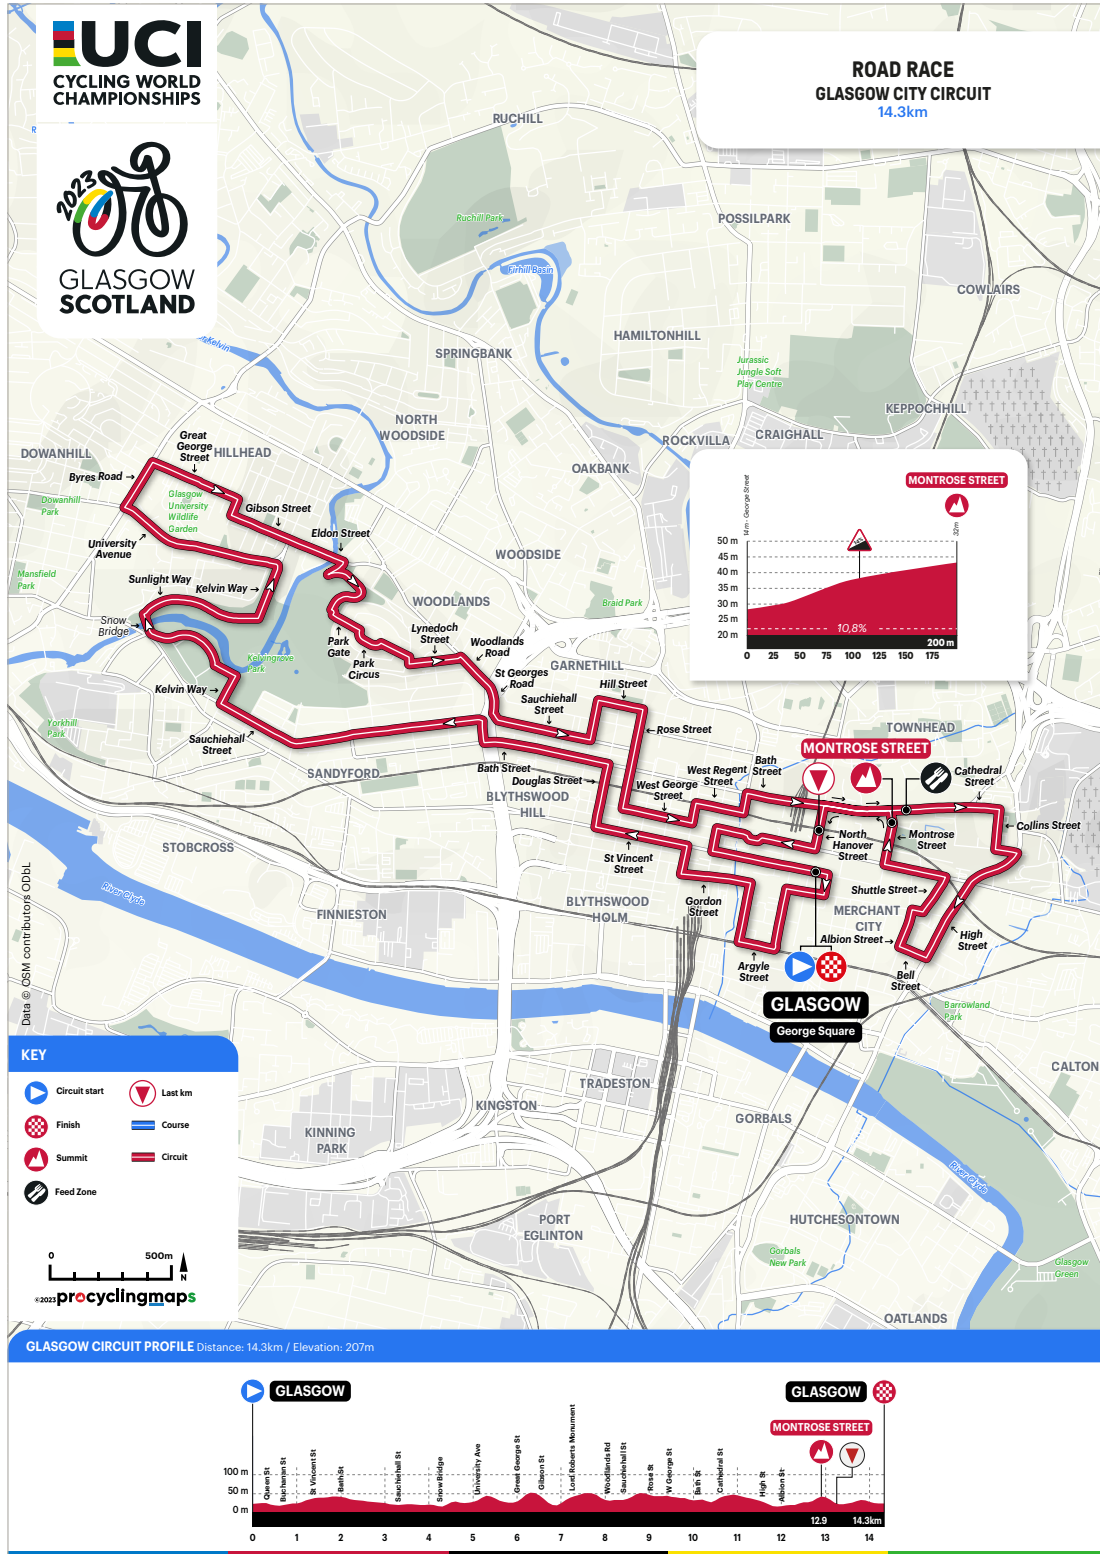 UCI
CYCLING WORLD
CHAMPIONSHIPS
2023
GLASGOW
SCOTLAND
ROAD RACE
GLASGOW CITY CIRCUIT
14.3km
RUCHILL
Ruchill Park
POSSILPARK
Firhill Basin
COWLAIRS
HAMILTONHILL
Kelvin
SPRINGBANK
Jurassic
Jungle Soft
Play Centre
KEPPOCHHILL
NORTH
WOODSIDE
ROCKVILLA
CRAIGHALL
DOWANHILL
Great
George
Street
HILLHEAD
OAKBANK
Byres Road
Dowanhill
Park
Glasgow
University
Wildlife
Garden
Gibson Street
Eldon Street
University
Avenue
WOODSIDE
Mansfield
Park
Sunlight Way
Kelvin Way
WOODLANDS
Braid Park
Snow
Bridge
Park
Gate
Lynedoch
Street
Woodlands
Road
Kelvingrove
Park
Park
Circus
GARNETHILL
St Georges
Road
Hill Street
Kelvin Way
Sauchiehall
Street
Yorkhill
Park
Sauchiehall
Street
Rose Street
TOWNHEAD
MONTROSE STREET
14m - George Street
MONTROSE STREET
32m
50 m
45 m
40 m
35 m
30 m
25 m
20 m
14%
10,8%
200 m
0 25 50 75 100 125 150 175
SANDYFORD
Bath Street
Douglas Street
BLYTHSWOOD
HILL
West George
Street
West Regent
Street
Bath
Street
Cathedral
Street
Collins Street
STOBCROSS
St Vincent
Street
North
Hanover
Street
Montrose
Street
Shuttle Street
River Clyde
FINNIESTON
BLYTHSWOOD
HOLM
Gordon
Street
MERCHANT
CITY
Albion Street
High
Street
Argyle
Street
Bell
Street
GLASGOW
George Square
Barrowland
Park
Data © OSM contributors ODbL
CALTON
TRADESTON
KINGSTON
GORBALS
KINNING
PARK
River Clyde
PORT
EGLINTON
HUTCHESONTOWN
Gorbals
New Park
Glasgow
Green
OATLANDS
KEY
Circuit start
Last km
Finish
Course
Summit
Circuit
Feed Zone
0 500m
N
©2023 procyclingmaps
GLASGOW CIRCUIT PROFILE Distance: 14.3km / Elevation: 207m
GLASGOW
GLASGOW
MONTROSE STREET
100 m
50 m
0 m
Queen St
Buchanan St
St Vincent St
Bath St
Sauchiehall St
Snow Bridge
University Ave
Great George St
Gibson St
Lord Roberts Monument
Woodlands Rd
Sauchiehall St
Rose St
W George St
Bath St
Cathedral St
High St
Albion St
12.9 14.3km
0 1 2 3 4 5 6 7 8 9 10 11 12 13 14